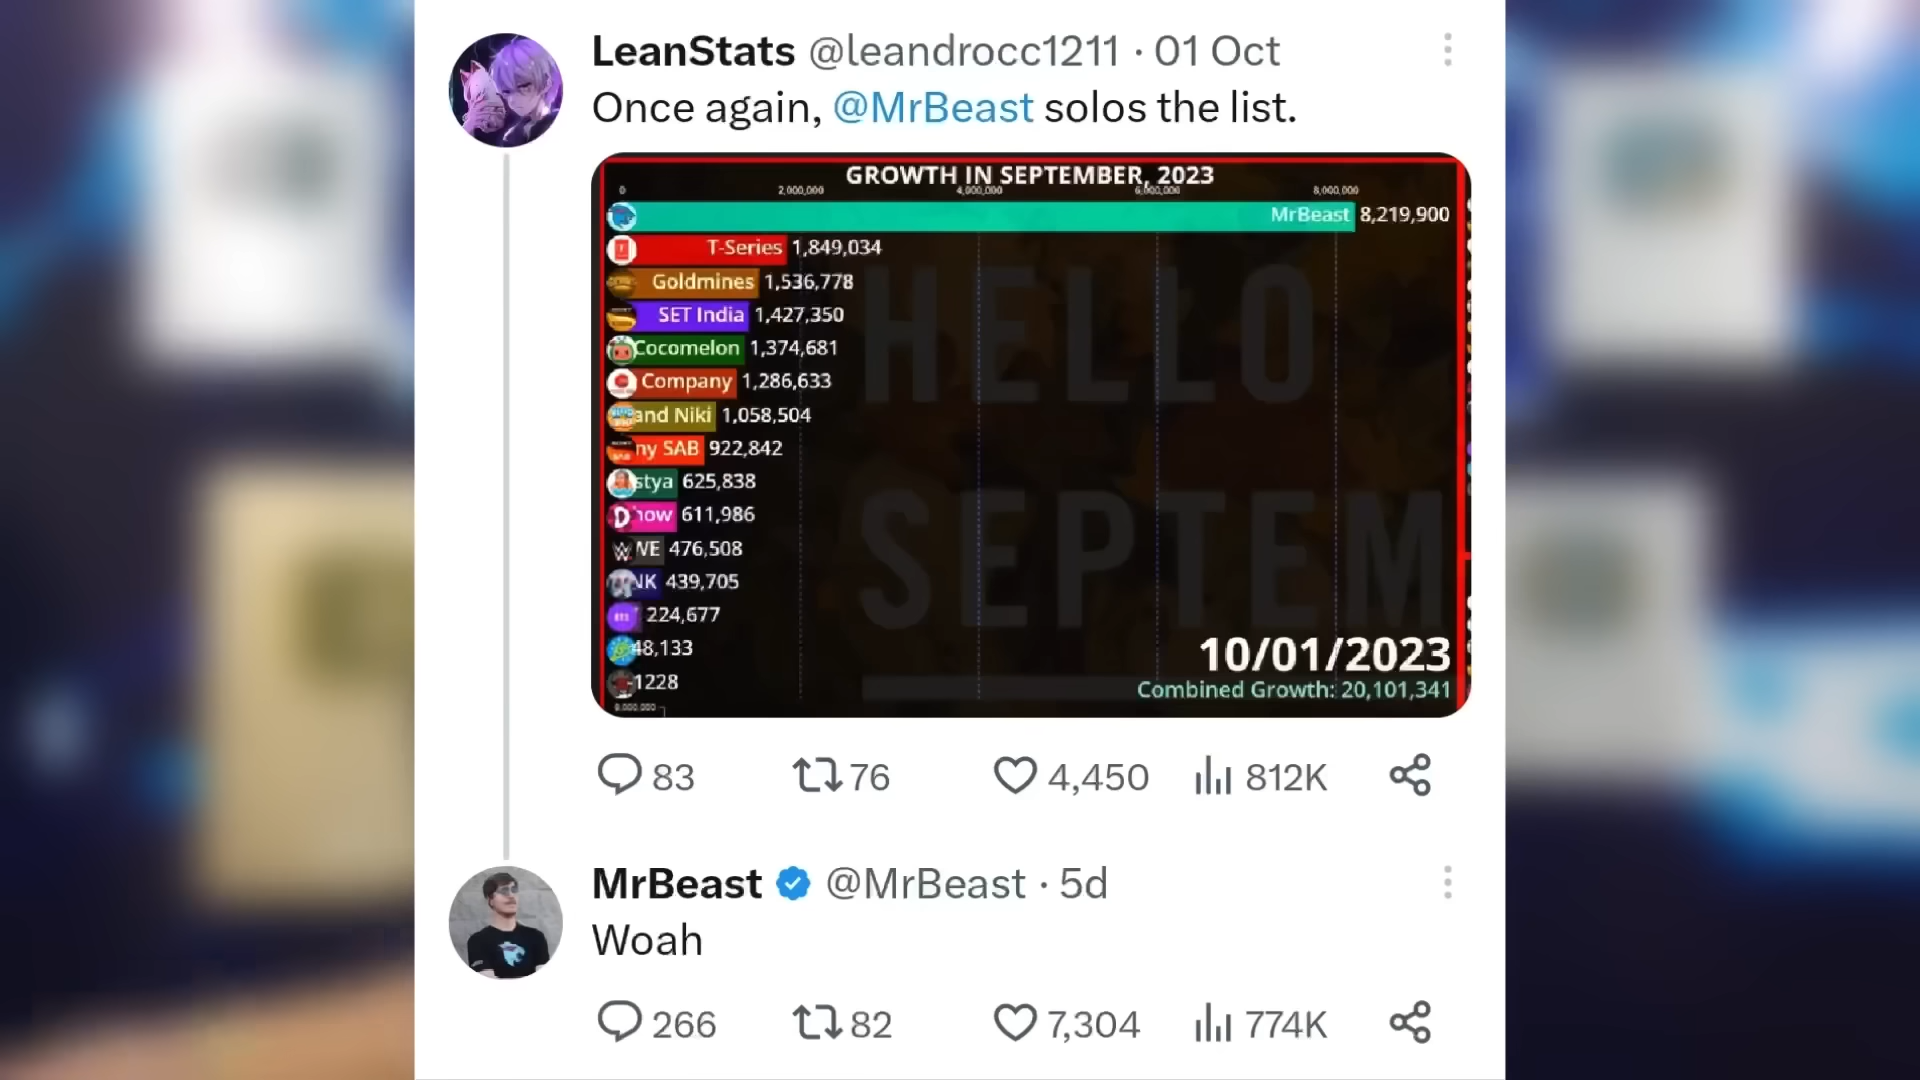 LeanStats @leandrocc1211 · 01 Oct
Once again, @MrBeast solos the list.
GROWTH IN SEPTEMBER, 2023
0 2,000,000 4,000,000 6,000,000 8,000,000
MrBeast 8,219,900
T-Series 1,849,034
Goldmines 1,536,778
SET India 1,427,350
Cocomelon 1,374,681
Company 1,286,633
and Niki 1,058,504
ny SAB 922,842
stya 625,838
how 611,986
WE 476,508
NK 439,705
224,677
48,133
1228
HELLO
SEPTEM
10/01/2023
Combined Growth: 20,101,341
83 76 4,450 812K
MrBeast @MrBeast · 5d
Woah
266 82 7,304 774K